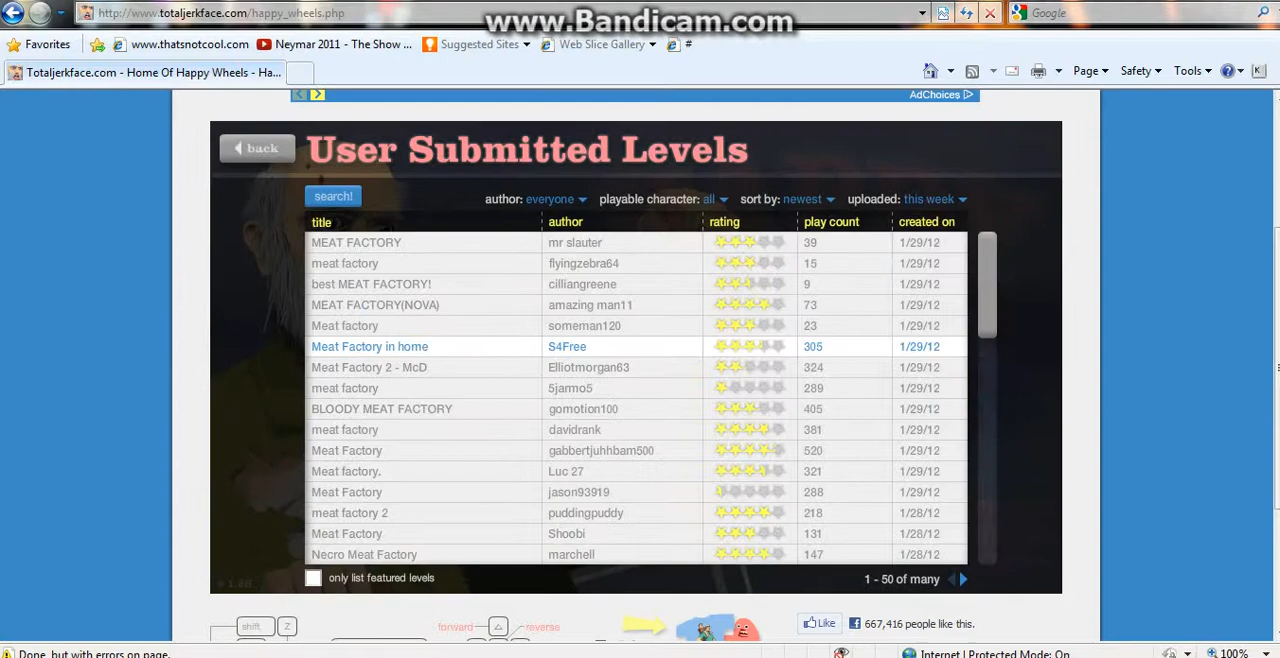 www.Bandicam.com
http://www.totaljerkface.com/happy_wheels.php
Google
Favorites www.thatsnotcool.com Neymar 2011 - The Show ... Suggested Sites Web Slice Gallery #
Totaljerkface.com - Home Of Happy Wheels - Ha... Page Safety Tools
AdChoices
back User Submitted Levels
search! author: everyone playable character: all sort by: newest uploaded: this week
title author rating play count created on
MEAT FACTORY mr slauter 39 1/29/12
meat factory flyingzebra64 15 1/29/12
best MEAT FACTORY! cilliangreene 9 1/29/12
MEAT FACTORY(NOVA) amazing man11 73 1/29/12
Meat factory someman120 23 1/29/12
Meat Factory in home S4Free 305 1/29/12
Meat Factory 2 - McD Elliotmorgan63 324 1/29/12
meat factory 5jarmo5 289 1/29/12
BLOODY MEAT FACTORY gomotion100 405 1/29/12
meat factory davidrank 381 1/29/12
Meat Factory gabbertjuhhbam500 520 1/29/12
Meat factory. Luc 27 321 1/29/12
Meat Factory jason93919 288 1/29/12
meat factory 2 puddingpuddy 218 1/28/12
Meat Factory Shoobi 131 1/28/12
Necro Meat Factory marchell 147 1/28/12
only list featured levels 1 - 50 of many
shift Z forward reverse Like 667,416 people like this.
Done, but with errors on page. Internet | Protected Mode: On 100%